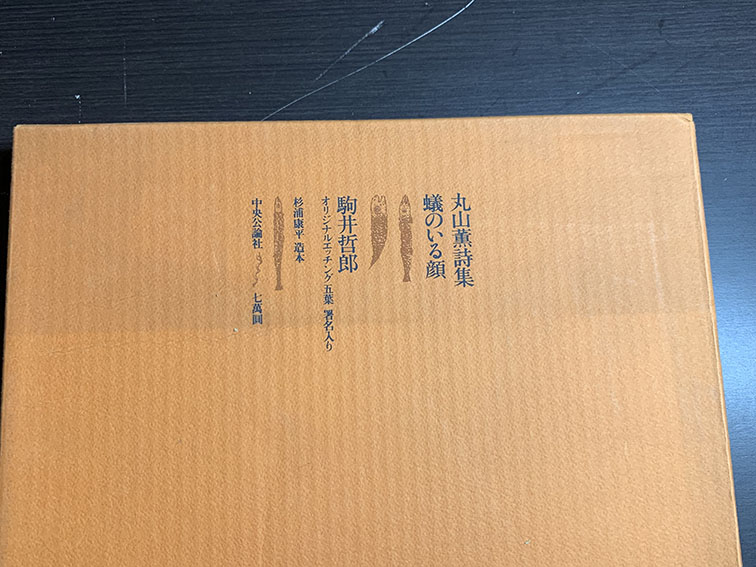 丸山薫詩集
蟻のいる顔
駒井哲郎
オリジナルエッチング五葉 署名入り
杉浦康平 造本
中央公論社 七萬圓